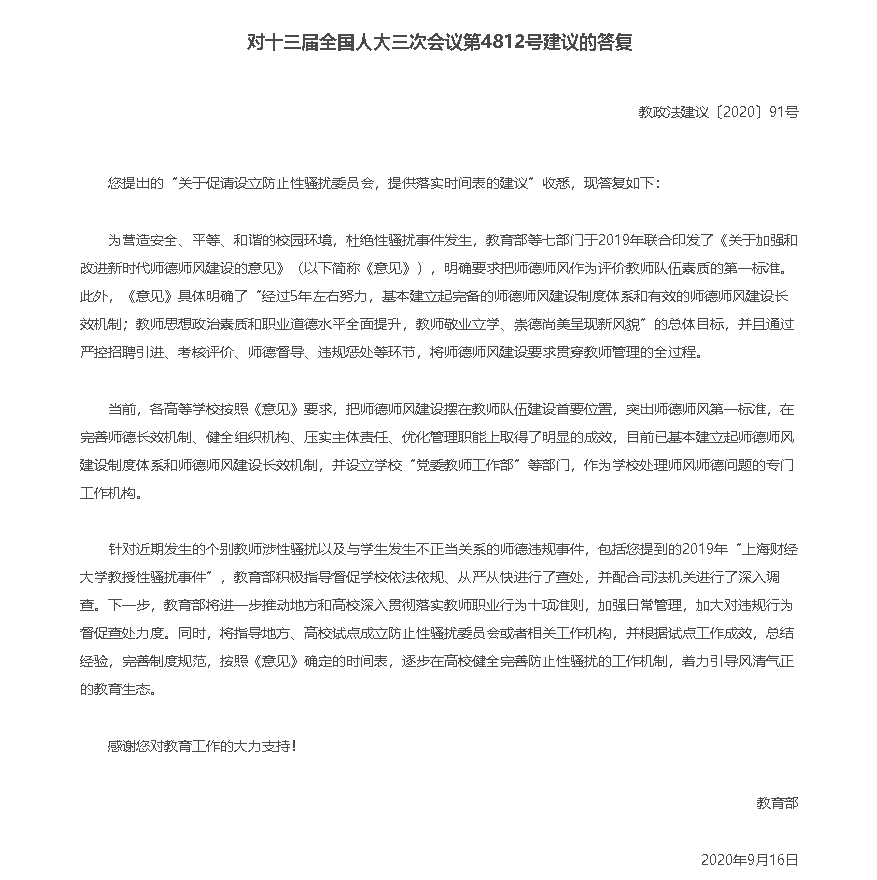 对十三届全国人大三次会议第4812号建议的答复
教政法建议〔2020〕91号
您提出的“关于促请设立防止性骚扰委员会，提供落实时间表的建议”收悉，现答复如下：
为营造安全、平等、和谐的校园环境，杜绝性骚扰事件发生，教育部等七部门于2019年联合印发了《关于加强和
改进新时代师德师风建设的意见》（以下简称《意见》），明确要求把师德师风作为评价教师队伍素质的第一标准。
此外，《意见》具体明确了“经过5年左右努力，基本建立起完备的师德师风建设制度体系和有效的师德师风建设长
效机制；教师思想政治素质和职业道德水平全面提升，教师敬业立学、崇德尚美呈现新风貌”的总体目标，并且通过
严控招聘引进、考核评价、师德督导、违规惩处等环节，将师德师风建设要求贯穿教师管理的全过程。
当前，各高等学校按照《意见》要求，把师德师风建设摆在教师队伍建设首要位置，突出师德师风第一标准，在
完善师德长效机制、健全组织机构、压实主体责任、优化管理职能上取得了明显的成效，目前已基本建立起师德师风
建设制度体系和师德师风建设长效机制，并设立学校“党委教师工作部”等部门，作为学校处理师风师德问题的专门
工作机构。
针对近期发生的个别教师涉性骚扰以及与学生发生不正当关系的师德违规事件，包括您提到的2019年“上海财经
大学教授性骚扰事件”，教育部积极指导督促学校依法依规、从严从快进行了查处，并配合司法机关进行了深入调
查。下一步，教育部将进一步推动地方和高校深入贯彻落实教师职业行为十项准则，加强日常管理，加大对违规行为
督促查处力度。同时，将指导地方、高校试点成立防止性骚扰委员会或者相关工作机构，并根据试点工作成效，总结
经验，完善制度规范，按照《意见》确定的时间表，逐步在高校健全完善防止性骚扰的工作机制，着力引导风清气正
的教育生态。
感谢您对教育工作的大力支持！
教育部
2020年9月16日